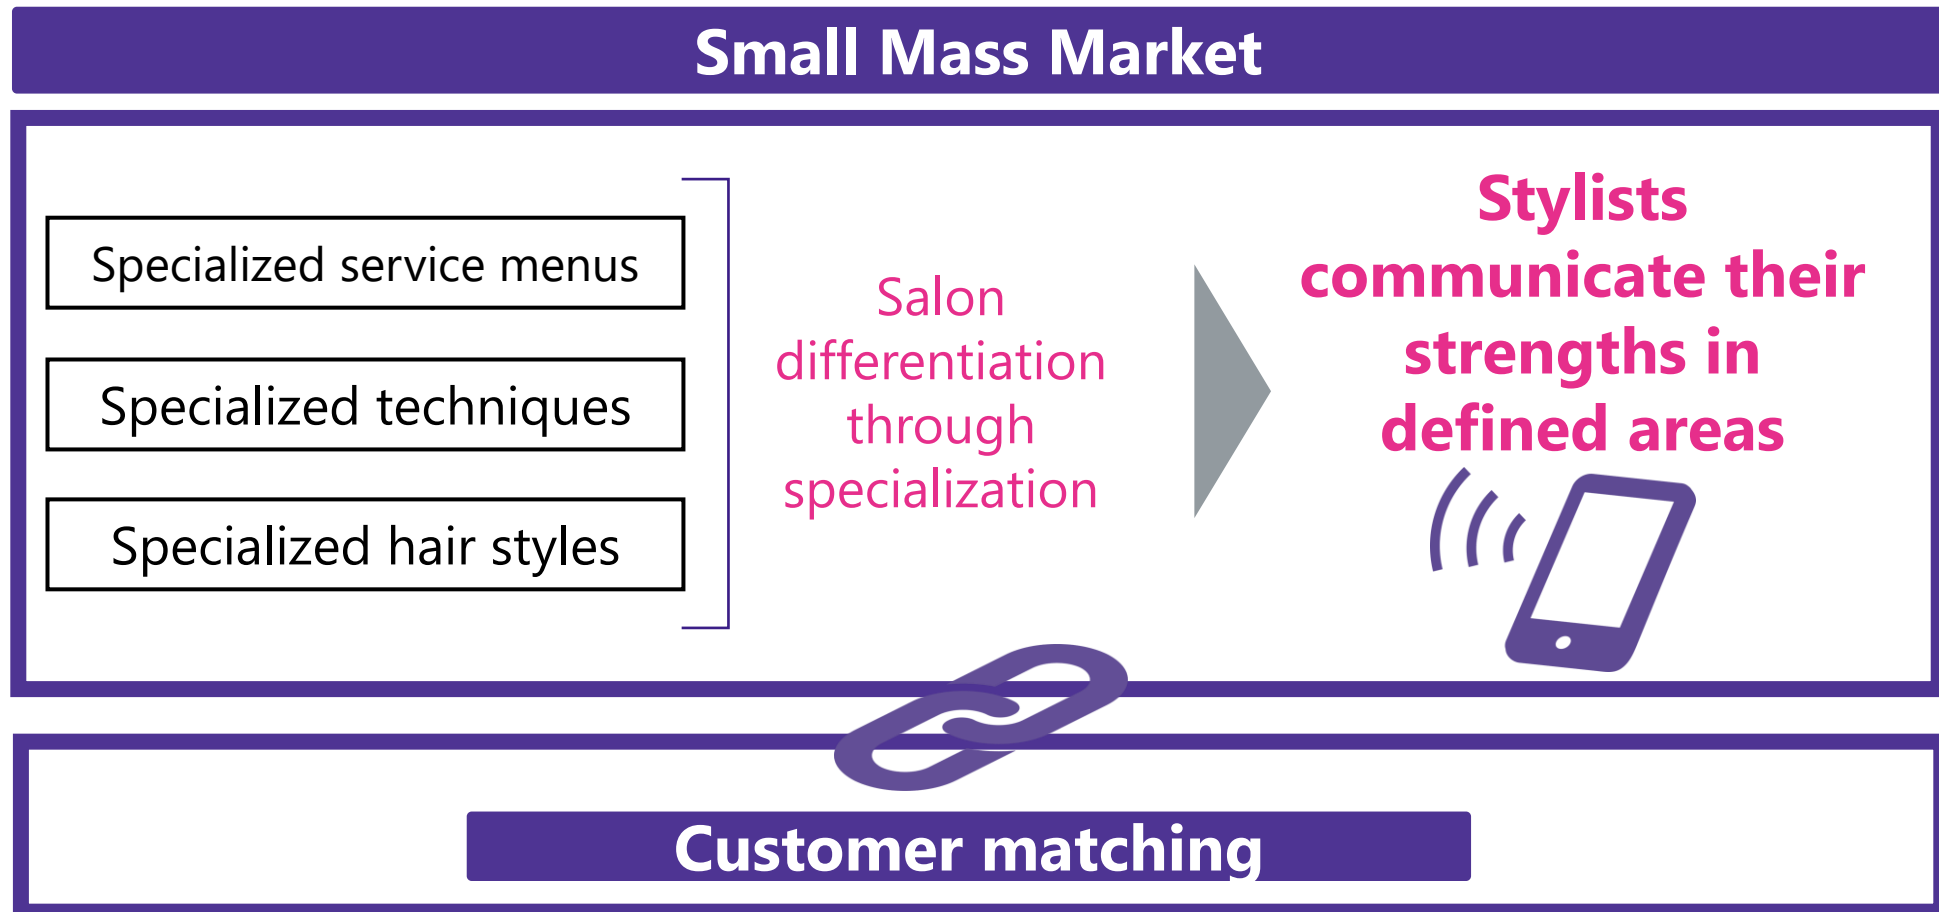 Small Mass Market
Specialized service menus
Specialized techniques
Specialized hair styles
Salon
differentiation
through
specialization
Stylists
communicate their
strengths in
defined areas
Customer matching